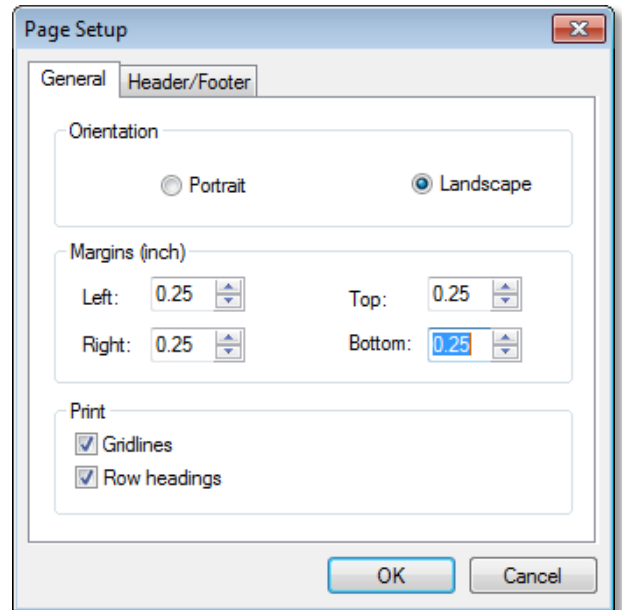 Page Setup
General Header/Footer
Orientation
Portrait Landscape
Margins (inch)
Left: 0.25 Top: 0.25
Right: 0.25 Bottom: 0.25
Print
Gridlines
Row headings
OK Cancel